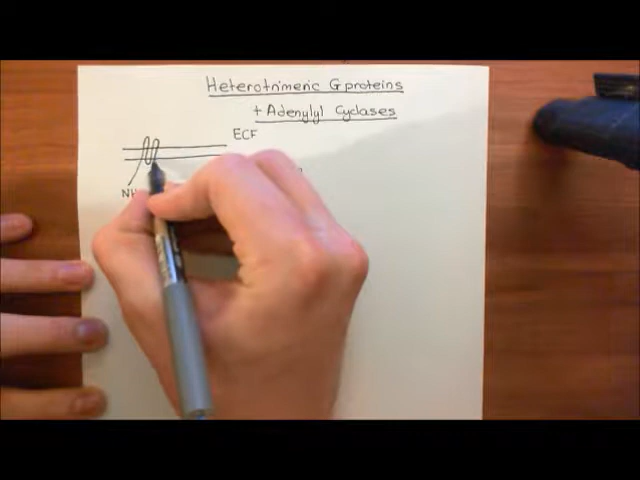 Heterotrimeric G proteins
+ Adenylyl Cyclases
ECF